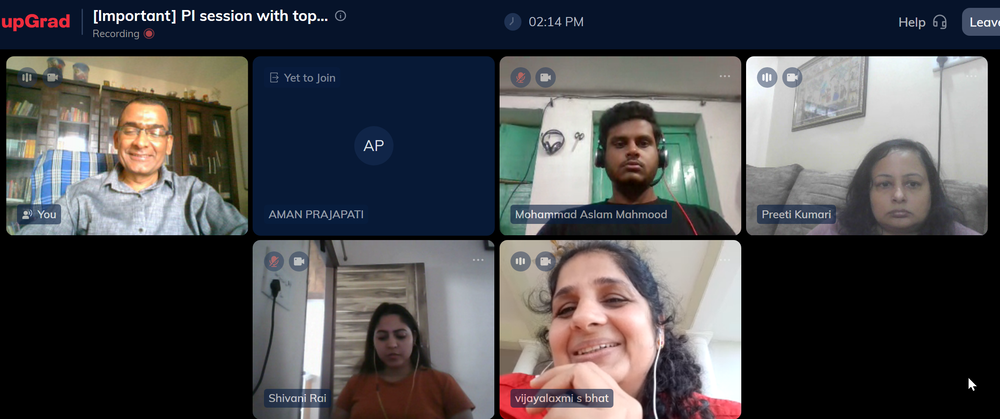 upGrad
[Important] PI session with top...
Recording
02:14 PM
Help
Leav
You
Yet to Join
AP
AMAN PRAJAPATI
Mohammad Aslam Mahmood
Preeti Kumari
Shivani Rai
vijayalaxmi s bhat